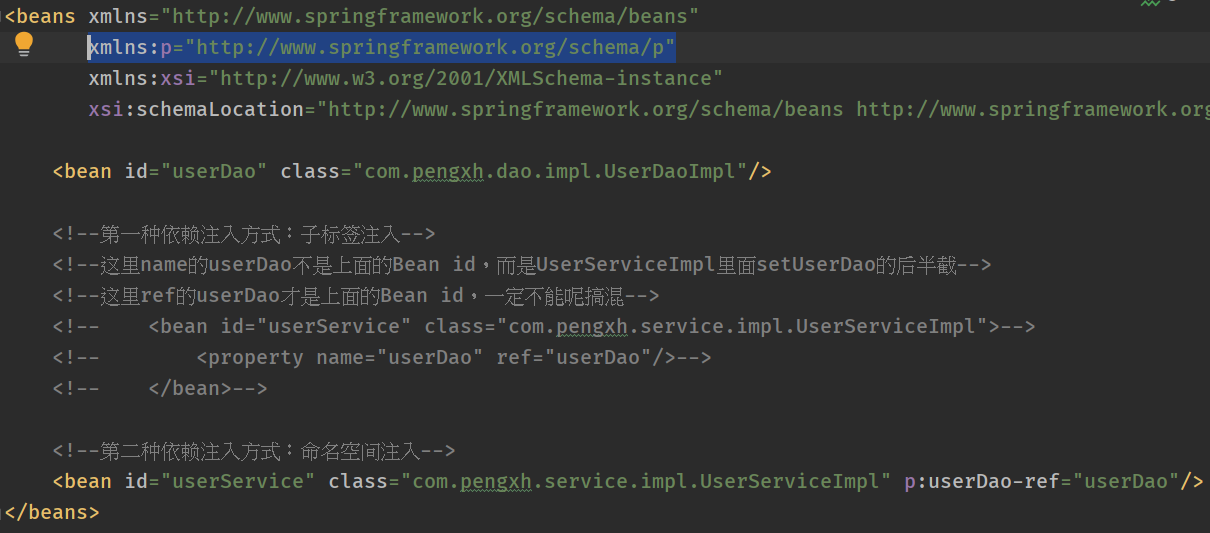 <beans xmlns="http://www.springframework.org/schema/beans"
xmlns:p="http://www.springframework.org/schema/p"
xmlns:xsi="http://www.w3.org/2001/XMLSchema-instance"
xsi:schemaLocation="http://www.springframework.org/schema/beans http://www.springframework.org
<bean id="userDao" class="com.pengxh.dao.impl.UserDaoImpl"/>
<!--第一种依赖注入方式：子标签注入-->
<!--这里name的userDao不是上面的Bean id，而是UserServiceImpl里面setUserDao的后半截-->
<!--这里ref的userDao才是上面的Bean id，一定不能呢搞混-->
<!--    <bean id="userService" class="com.pengxh.service.impl.UserServiceImpl">-->
<!--        <property name="userDao" ref="userDao"/>-->
<!--    </bean>-->
<!--第二种依赖注入方式：命名空间注入-->
<bean id="userService" class="com.pengxh.service.impl.UserServiceImpl" p:userDao-ref="userDao"/>
</beans>